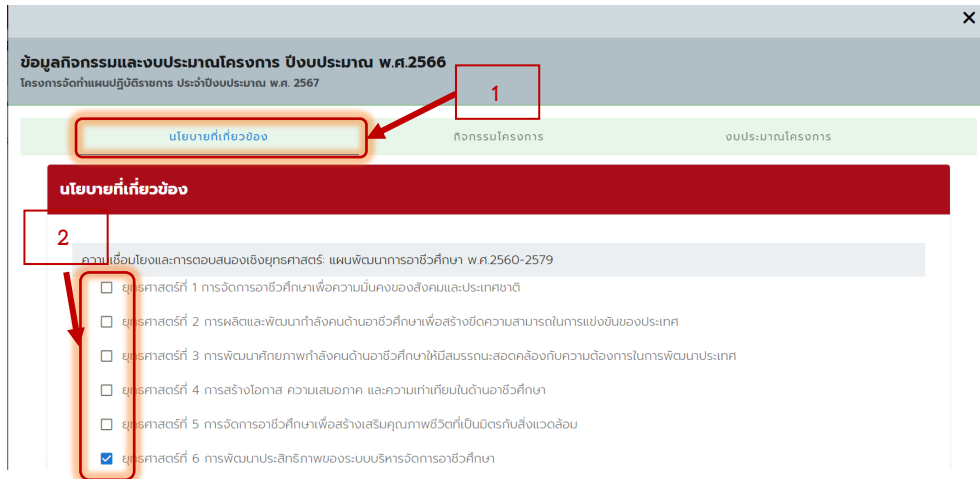 ข้อมูลกิจกรรมและงบประมาณโครงการ ปีงบประมาณ พ.ศ.2566
โครงการจัดทำแผนปฏิบัติราชการ ประจำปีงบประมาณ พ.ศ. 2567
1
นโยบายที่เกี่ยวข้อง กิจกรรมโครงการ งบประมาณโครงการ
นโยบายที่เกี่ยวข้อง
2
ความเชื่อมโยงและการตอบสนองเชิงยุทธศาสตร์: แผนพัฒนาการอาชีวศึกษา พ.ศ.2560-2579
ยุทธศาสตร์ที่ 1 การจัดการอาชีวศึกษาเพื่อความมั่นคงของสังคมและประเทศชาติ
ยุทธศาสตร์ที่ 2 การผลิตและพัฒนากำลังคนด้านอาชีวศึกษาเพื่อสร้างขีดความสามารถในการแข่งขันของประเทศ
ยุทธศาสตร์ที่ 3 การพัฒนาศักยภาพกำลังคนด้านอาชีวศึกษาให้มีสมรรถนะสอดคล้องกับความต้องการในการพัฒนาประเทศ
ยุทธศาสตร์ที่ 4 การสร้างโอกาส ความเสมอภาค และความเท่าเทียมในด้านอาชีวศึกษา
ยุทธศาสตร์ที่ 5 การจัดการอาชีวศึกษาเพื่อสร้างเสริมคุณภาพชีวิตที่เป็นมิตรกับสิ่งแวดล้อม
ยุทธศาสตร์ที่ 6 การพัฒนาประสิทธิภาพของระบบบริหารจัดการอาชีวศึกษา